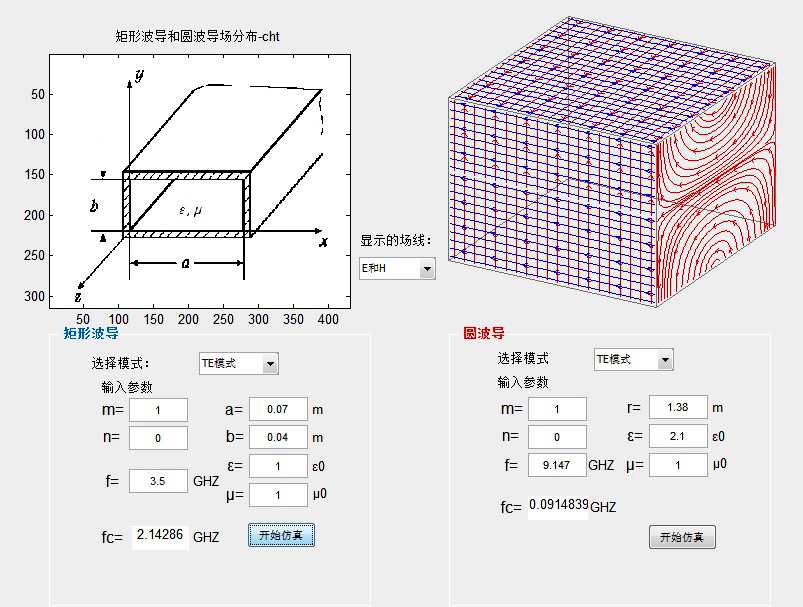 矩形波导和圆波导场分布-cht
y
50
100
150
200
250
300
b
ε, μ
x
a
z
50 100 150 200 250 300 350 400
显示的场线：
E和H
矩形波导
选择模式：
TE模式
输入参数
m= 1 a= 0.07 m
n= 0 b= 0.04 m
ε= 1 ε0
f= 3.5 GHZ
μ= 1 μ0
fc= 2.14286 GHZ
开始仿真
圆波导
选择模式
TE模式
输入参数
m= 1 r= 1.38 m
n= 0 ε= 2.1 ε0
f= 9.147 GHZ μ= 1 μ0
fc= 0.0914839 GHZ
开始仿真